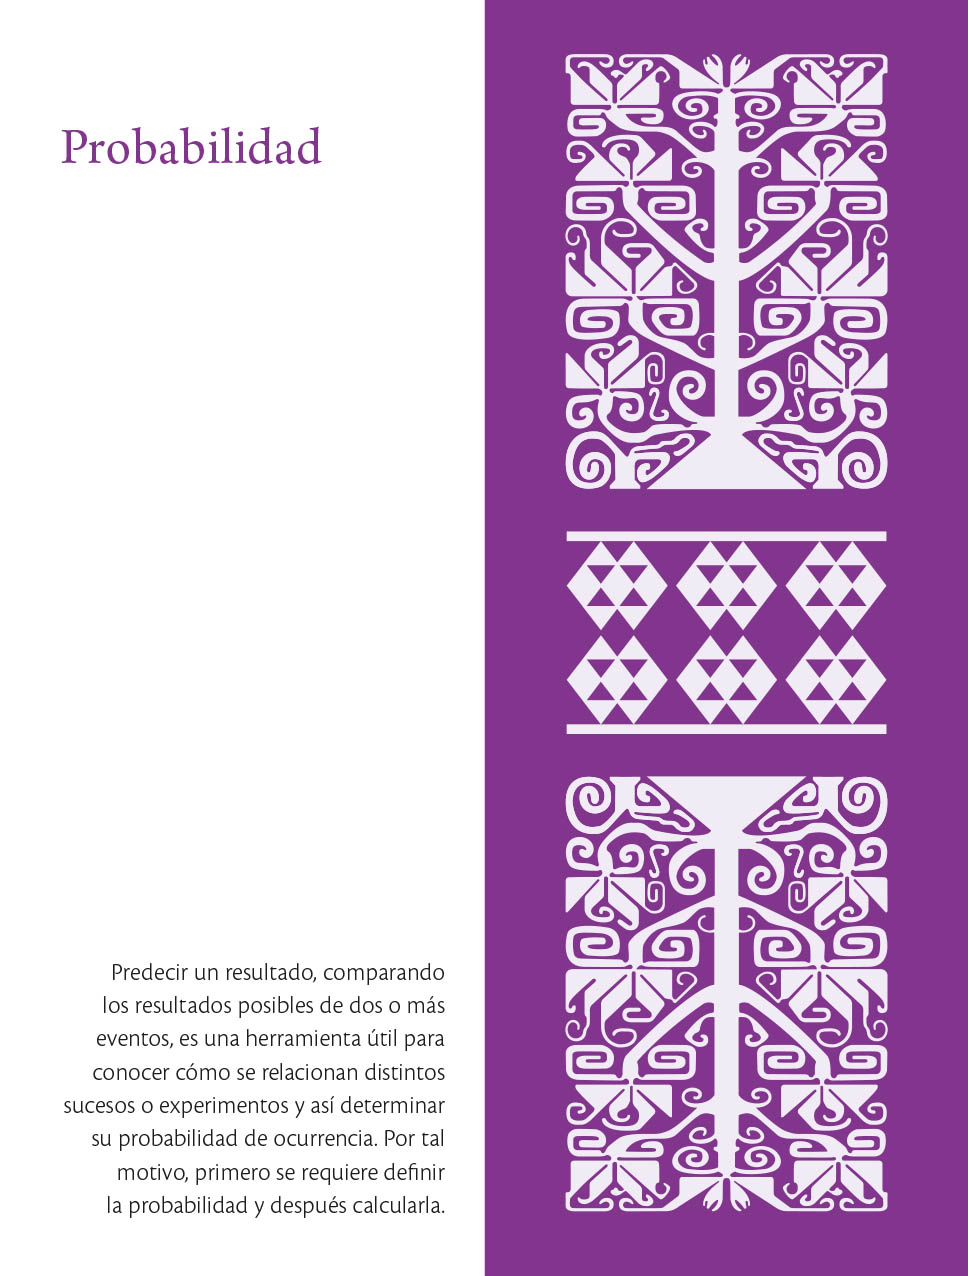 Probabilidad
Predecir un resultado, comparando
los resultados posibles de dos o más
eventos, es una herramienta útil para
conocer cómo se relacionan distintos
sucesos o experimentos y así determinar
su probabilidad de ocurrencia. Por tal
motivo, primero se requiere definir
la probabilidad y después calcularla.